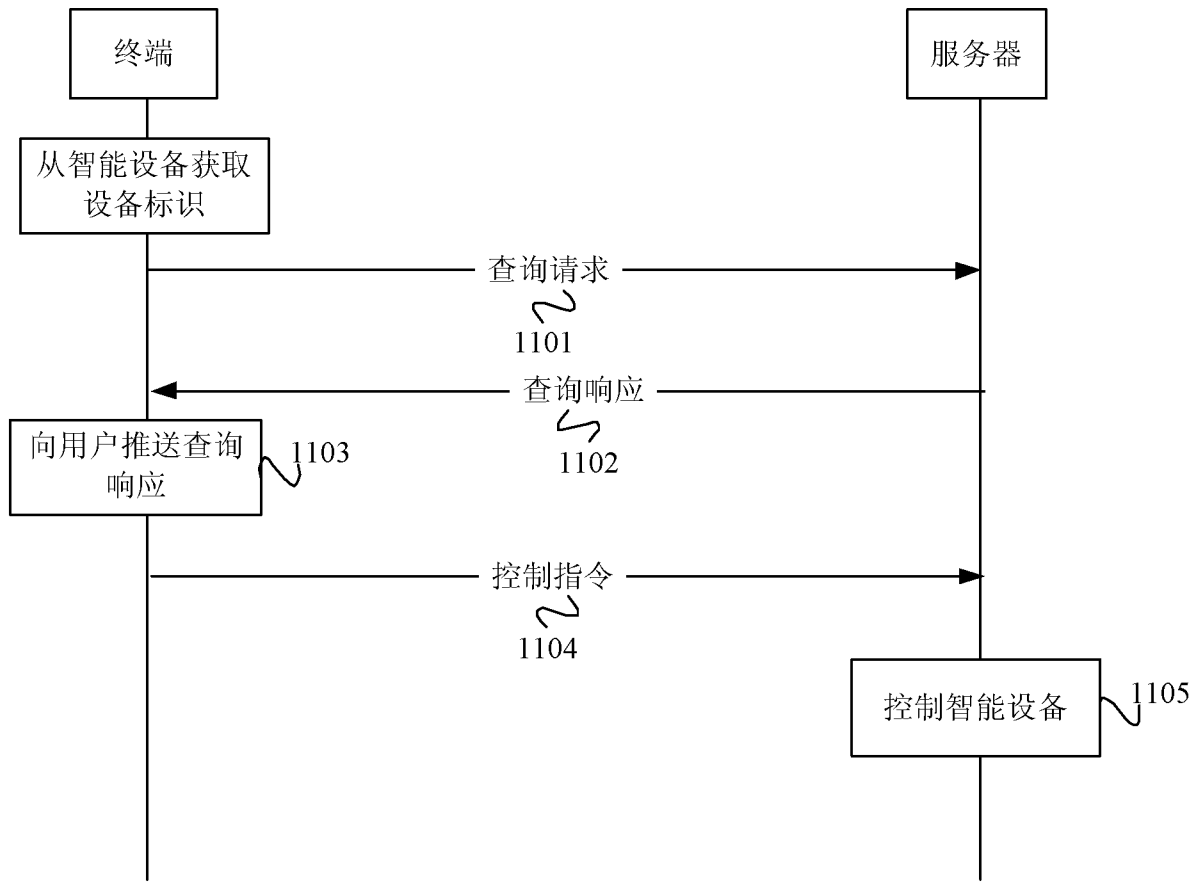 终端
服务器
从智能设备获取
设备标识
查询请求
1101
查询响应
1102
向用户推送查询
响应
1103
控制指令
1104
控制智能设备
1105